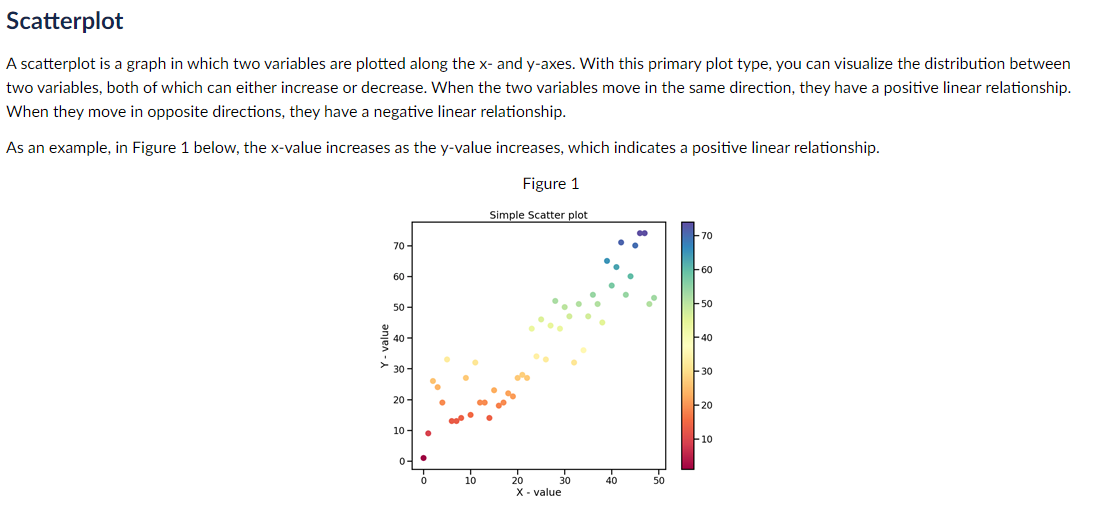 Scatterplot
A scatterplot is a graph in which two variables are plotted along the x- and y-axes. With this primary plot type, you can visualize the distribution between
two variables, both of which can either increase or decrease. When the two variables move in the same direction, they have a positive linear relationship.
When they move in opposite directions, they have a negative linear relationship.
As an example, in Figure 1 below, the x-value increases as the y-value increases, which indicates a positive linear relationship.
Figure 1
Simple Scatter plot
70
60
50
40
30
20
10
0
Y - value
0 10 20 30 40 50
X - value
70
60
50
40
30
20
10